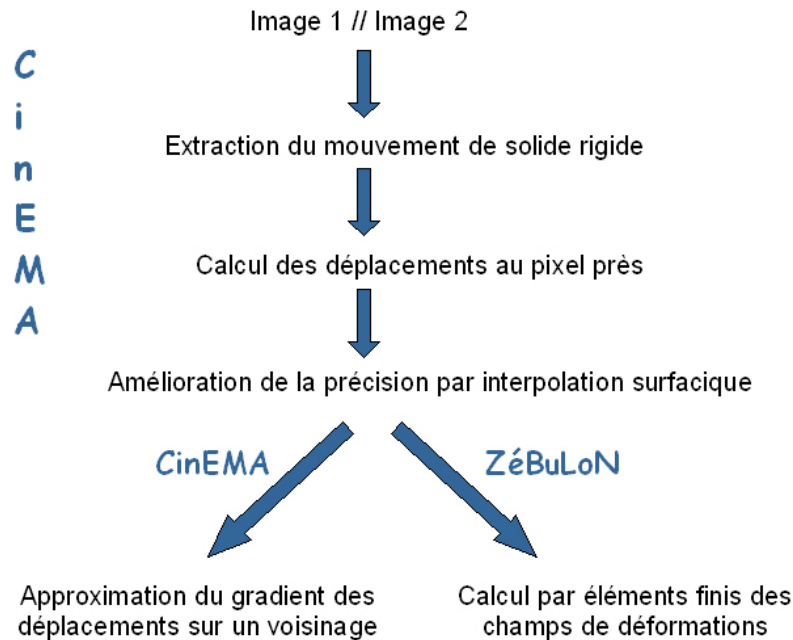 Image 1 // Image 2
C
i
n
E
M
A
Extraction du mouvement de solide rigide
Calcul des déplacements au pixel près
Amélioration de la précision par interpolation surfacique
CinEMA
ZéBuLoN
Approximation du gradient des
déplacements sur un voisinage
Calcul par éléments finis des
champs de déformations